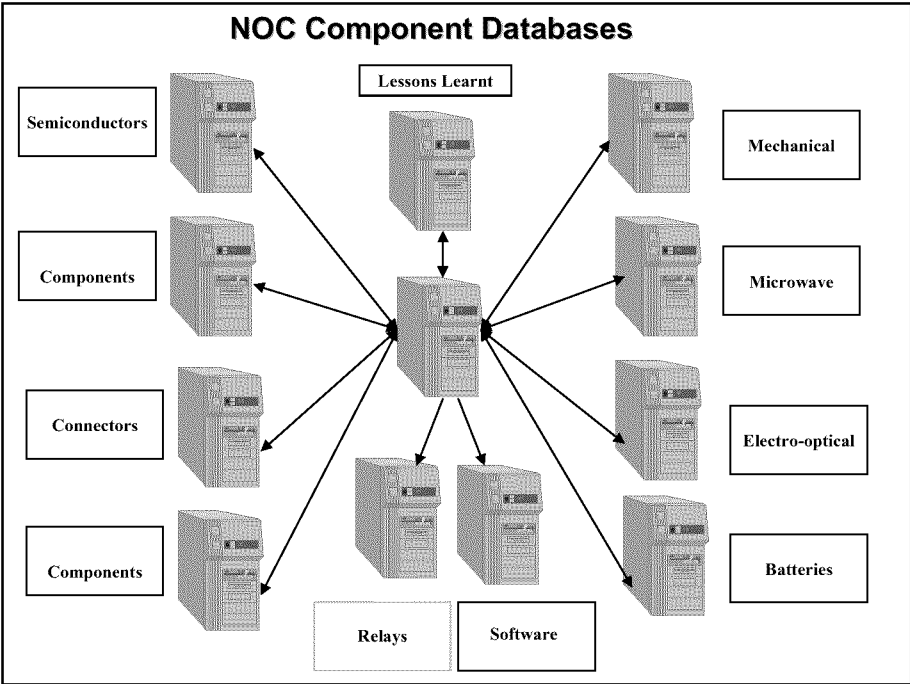 NOC Component Databases
Lessons Learnt
Semiconductors
Mechanical
Components
Microwave
Connectors
Electro-optical
Components
Batteries
Relays
Software